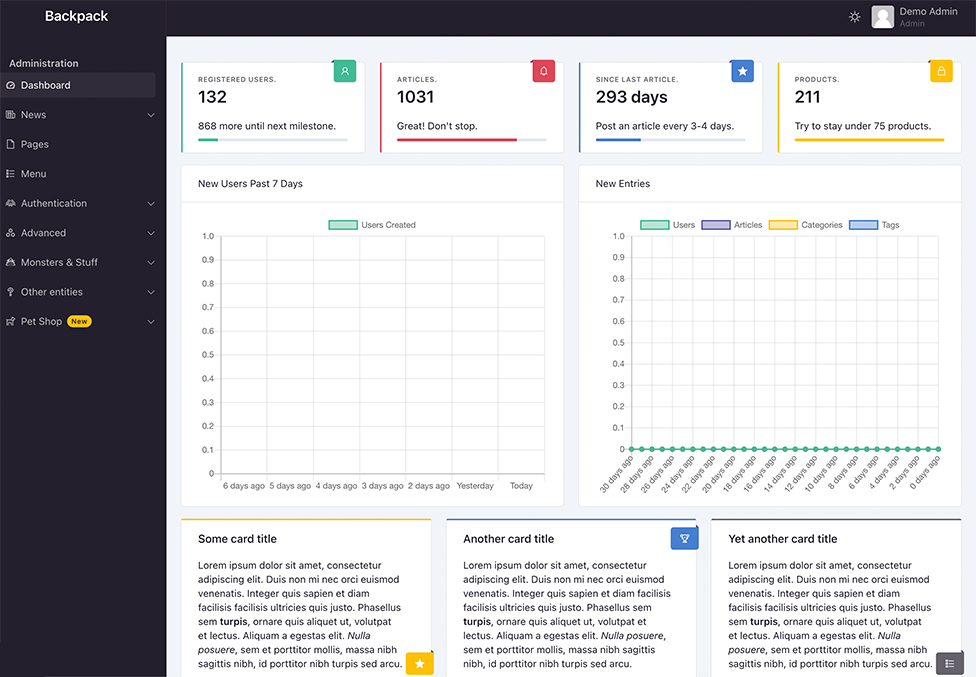 Backpack
Demo Admin
Admin
Administration
Dashboard
News
Pages
Menu
Authentication
Advanced
Monsters & Stuff
Other entities
Pet Shop New
REGISTERED USERS.
132
868 more until next milestone.
ARTICLES.
1031
Great! Don't stop.
SINCE LAST ARTICLE.
293 days
Post an article every 3-4 days.
PRODUCTS.
211
Try to stay under 75 products.
New Users Past 7 Days
Users Created
1.0
0.9
0.8
0.7
0.6
0.5
0.4
0.3
0.2
0.1
0
6 days ago 5 days ago 4 days ago 3 days ago 2 days ago Yesterday Today
New Entries
Users Articles Categories Tags
1.0
0.9
0.8
0.7
0.6
0.5
0.4
0.3
0.2
0.1
0
30 days ago 28 days ago 26 days ago 24 days ago 22 days ago 20 days ago 18 days ago 16 days ago 14 days ago 12 days ago 10 days ago 8 days ago 6 days ago 4 days ago 2 days ago 0 days ago
Some card title
Lorem ipsum dolor sit amet, consectetur
adipiscing elit. Duis non mi nec orci euismod
venenatis. Integer quis sapien et diam
facilisis facilisis ultricies quis justo. Phasellus
sem turpis, ornare quis aliquet ut, volutpat
et lectus. Aliquam a egestas elit. Nulla
posuere, sem et porttitor mollis, massa nibh
sagittis nibh, id porttitor nibh turpis sed arcu.
Another card title
Lorem ipsum dolor sit amet, consectetur
adipiscing elit. Duis non mi nec orci euismod
venenatis. Integer quis sapien et diam facilisis
facilisis ultricies quis justo. Phasellus sem
turpis, ornare quis aliquet ut, volutpat et
lectus. Aliquam a egestas elit. Nulla posuere,
sem et porttitor mollis, massa nibh sagittis
nibh, id porttitor nibh turpis sed arcu.
Yet another card title
Lorem ipsum dolor sit amet, consectetur
adipiscing elit. Duis non mi nec orci euismod
venenatis. Integer quis sapien et diam
facilisis facilisis ultricies quis justo. Phasellus
sem turpis, ornare quis aliquet ut, volutpat
et lectus. Aliquam a egestas elit. Nulla
posuere, sem et porttitor mollis, massa nibh
sagittis nibh, id porttitor nibh turpis sed arcu.